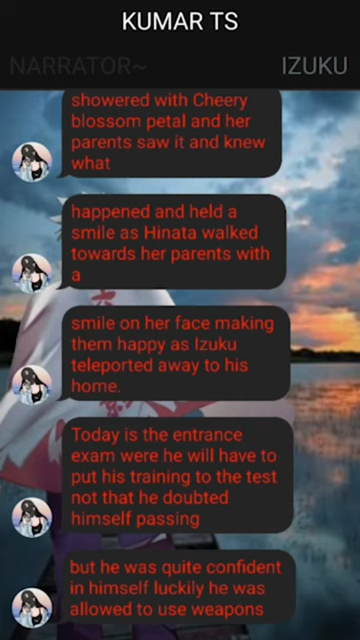 KUMAR TS
NARRATOR~
IZUKU
showered with Cheery
blossom petal and her
parents saw it and knew
what
happened and held a
smile as Hinata walked
towards her parents with
a
smile on her face making
them happy as Izuku
teleported away to his
home.
Today is the entrance
exam were he will have to
put his training to the test
not that he doubted
himself passing
but he was quite confident
in himself luckily he was
allowed to use weapons